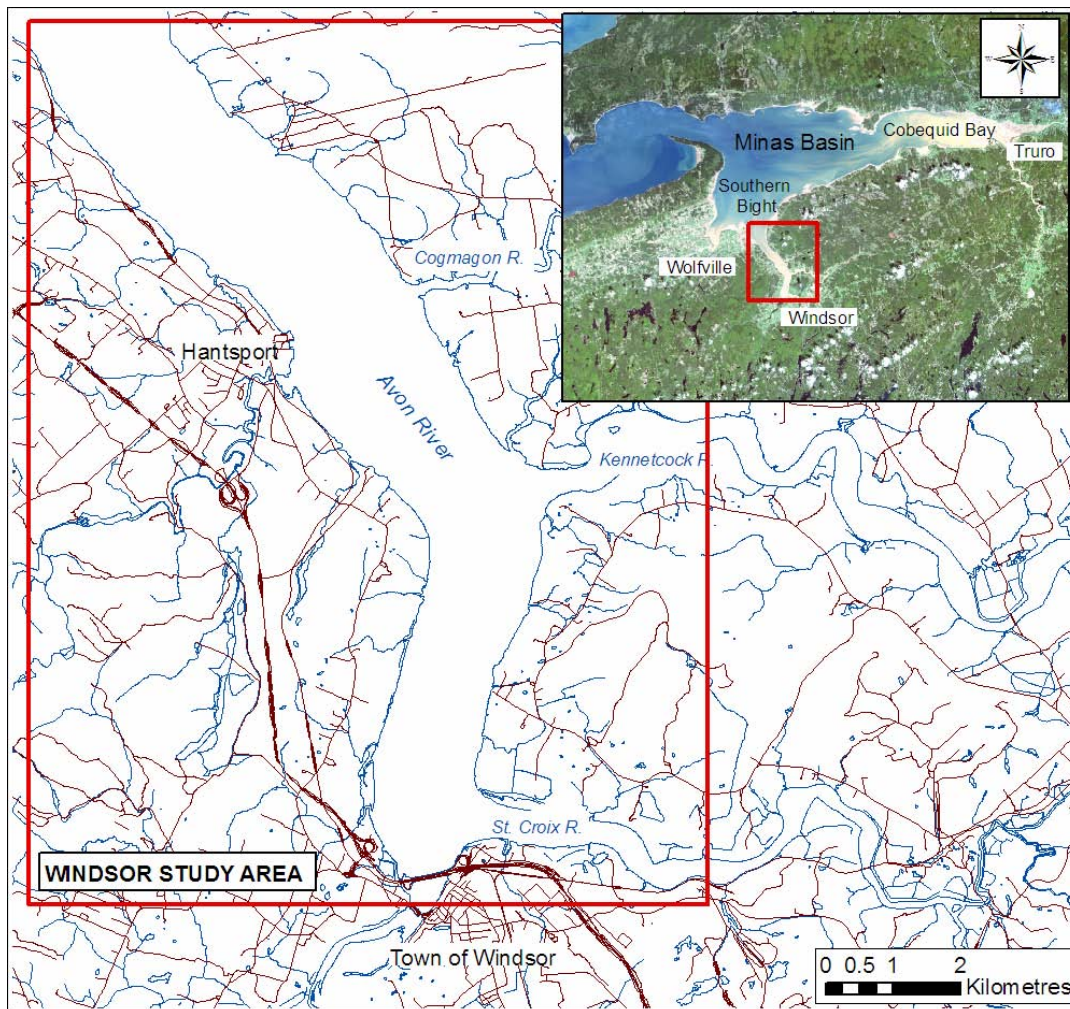 Minas Basin
Cobequid Bay
Truro
Southern
Bight
Wolfville
Windsor
Cogmagon R.
Hantsport
Avon River
Kennetcock R.
St. Croix R.
WINDSOR STUDY AREA
Town of Windsor
0 0.5 1 2
Kilometres